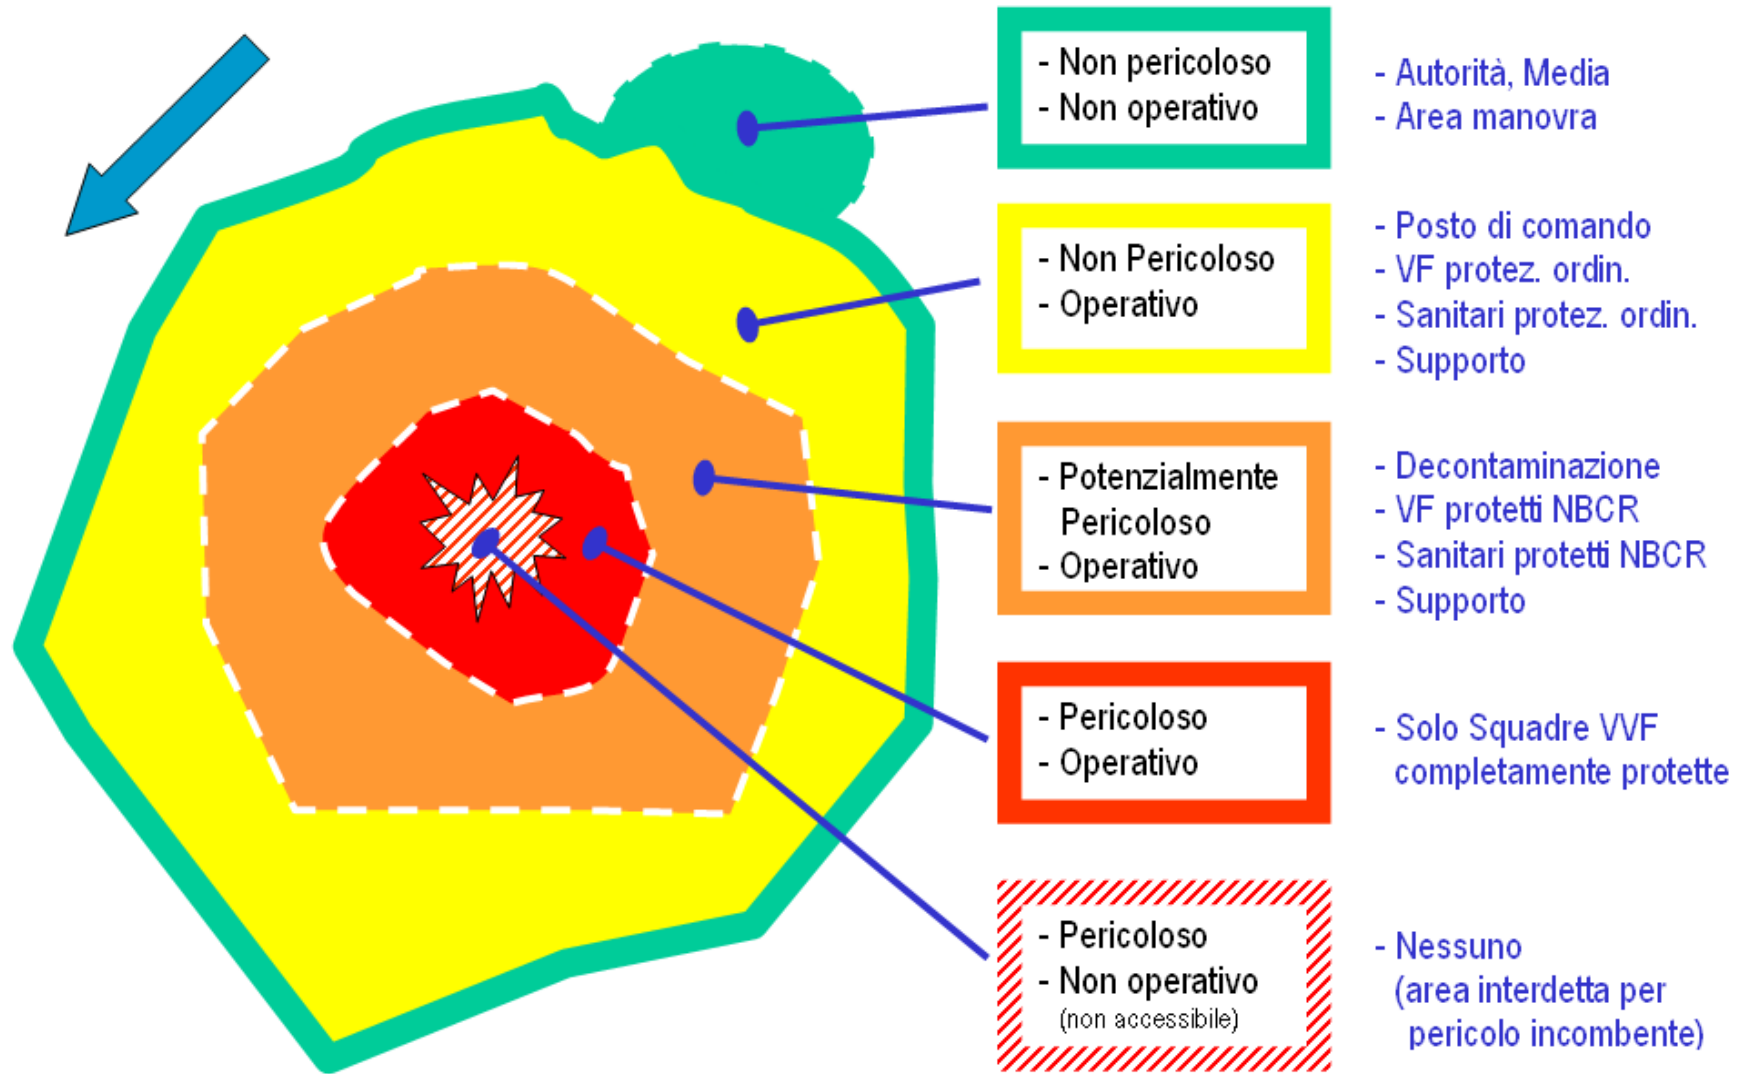 - Non pericoloso
- Non operativo
- Autorità, Media
- Area manovra
- Non Pericoloso
- Operativo
- Posto di comando
- VF protez. ordin.
- Sanitari protez. ordin.
- Supporto
- Potenzialmente
Pericoloso
- Operativo
- Decontaminazione
- VF protetti NBCR
- Sanitari protetti NBCR
- Supporto
- Pericoloso
- Operativo
- Solo Squadre VVF
completamente protette
- Pericoloso
- Non operativo
(non accessibile)
- Nessuno
(area interdetta per
pericolo incombente)